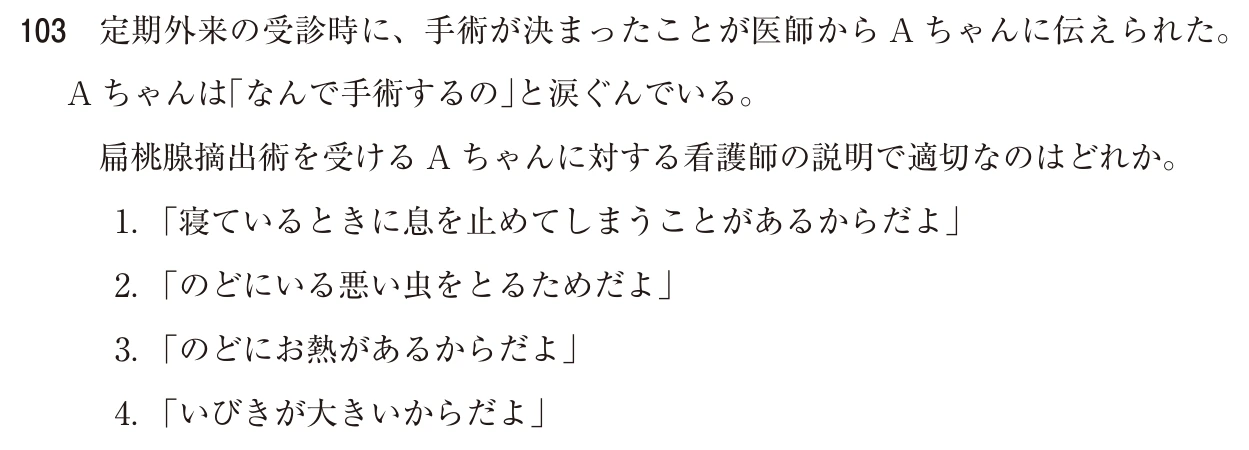 103　定期外来の受診時に、手術が決まったことが医師から A ちゃんに伝えられた。
A ちゃんは「なんで手術するの」と涙ぐんでいる。
扁桃腺摘出術を受ける A ちゃんに対する看護師の説明で適切なのはどれか。
1. 「寝ているときに息を止めてしまうことがあるからだよ」
2. 「のどにいる悪い虫をとるためだよ」
3. 「のどにお熱があるからだよ」
4. 「いびきが大きいからだよ」